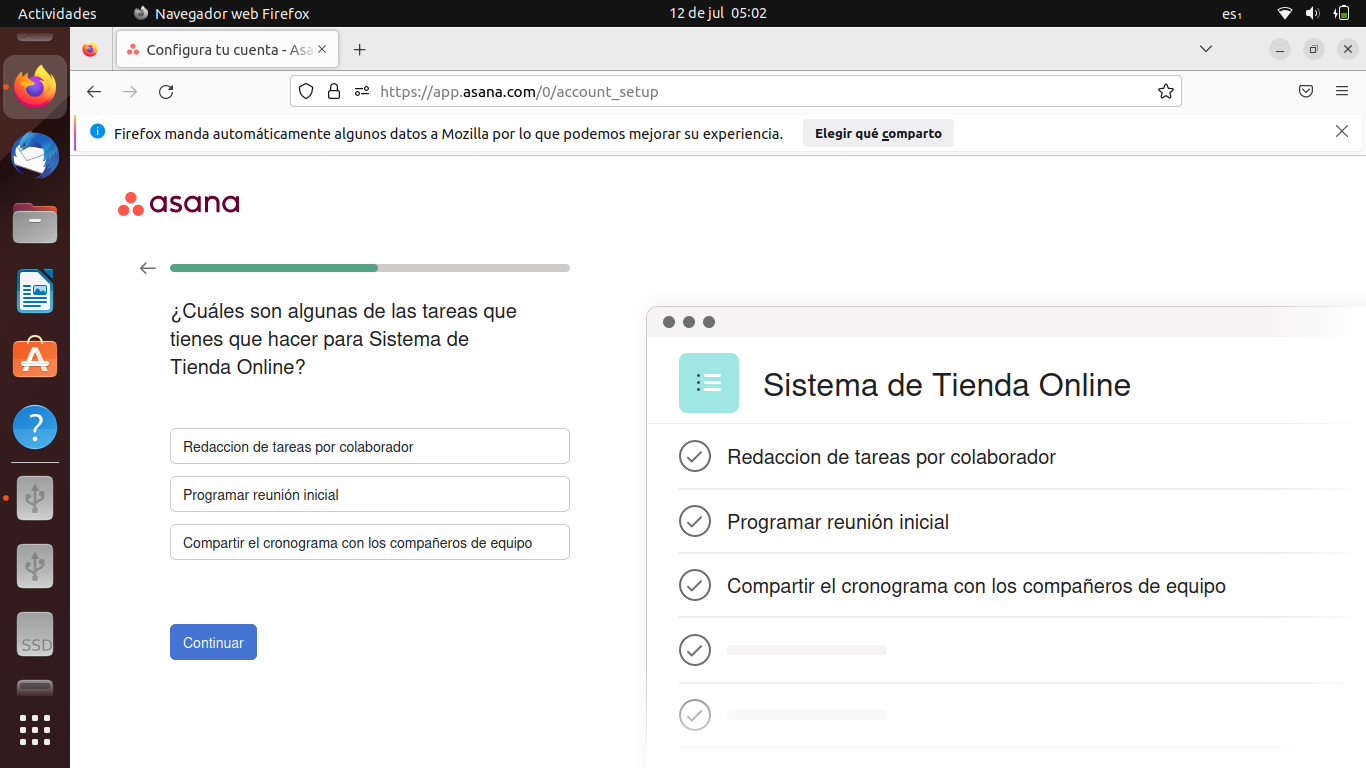 Actividades
Navegador web Firefox
12 de jul 05:02
es₁
Configura tu cuenta - Asa
https://app.asana.com/0/account_setup
Firefox manda automáticamente algunos datos a Mozilla por lo que podemos mejorar su experiencia.
Elegir qué comparto
asana
¿Cuáles son algunas de las tareas que
tienes que hacer para Sistema de
Tienda Online?
Redaccion de tareas por colaborador
Programar reunión inicial
Compartir el cronograma con los compañeros de equipo
Continuar
Sistema de Tienda Online
Redaccion de tareas por colaborador
Programar reunión inicial
Compartir el cronograma con los compañeros de equipo
SSD